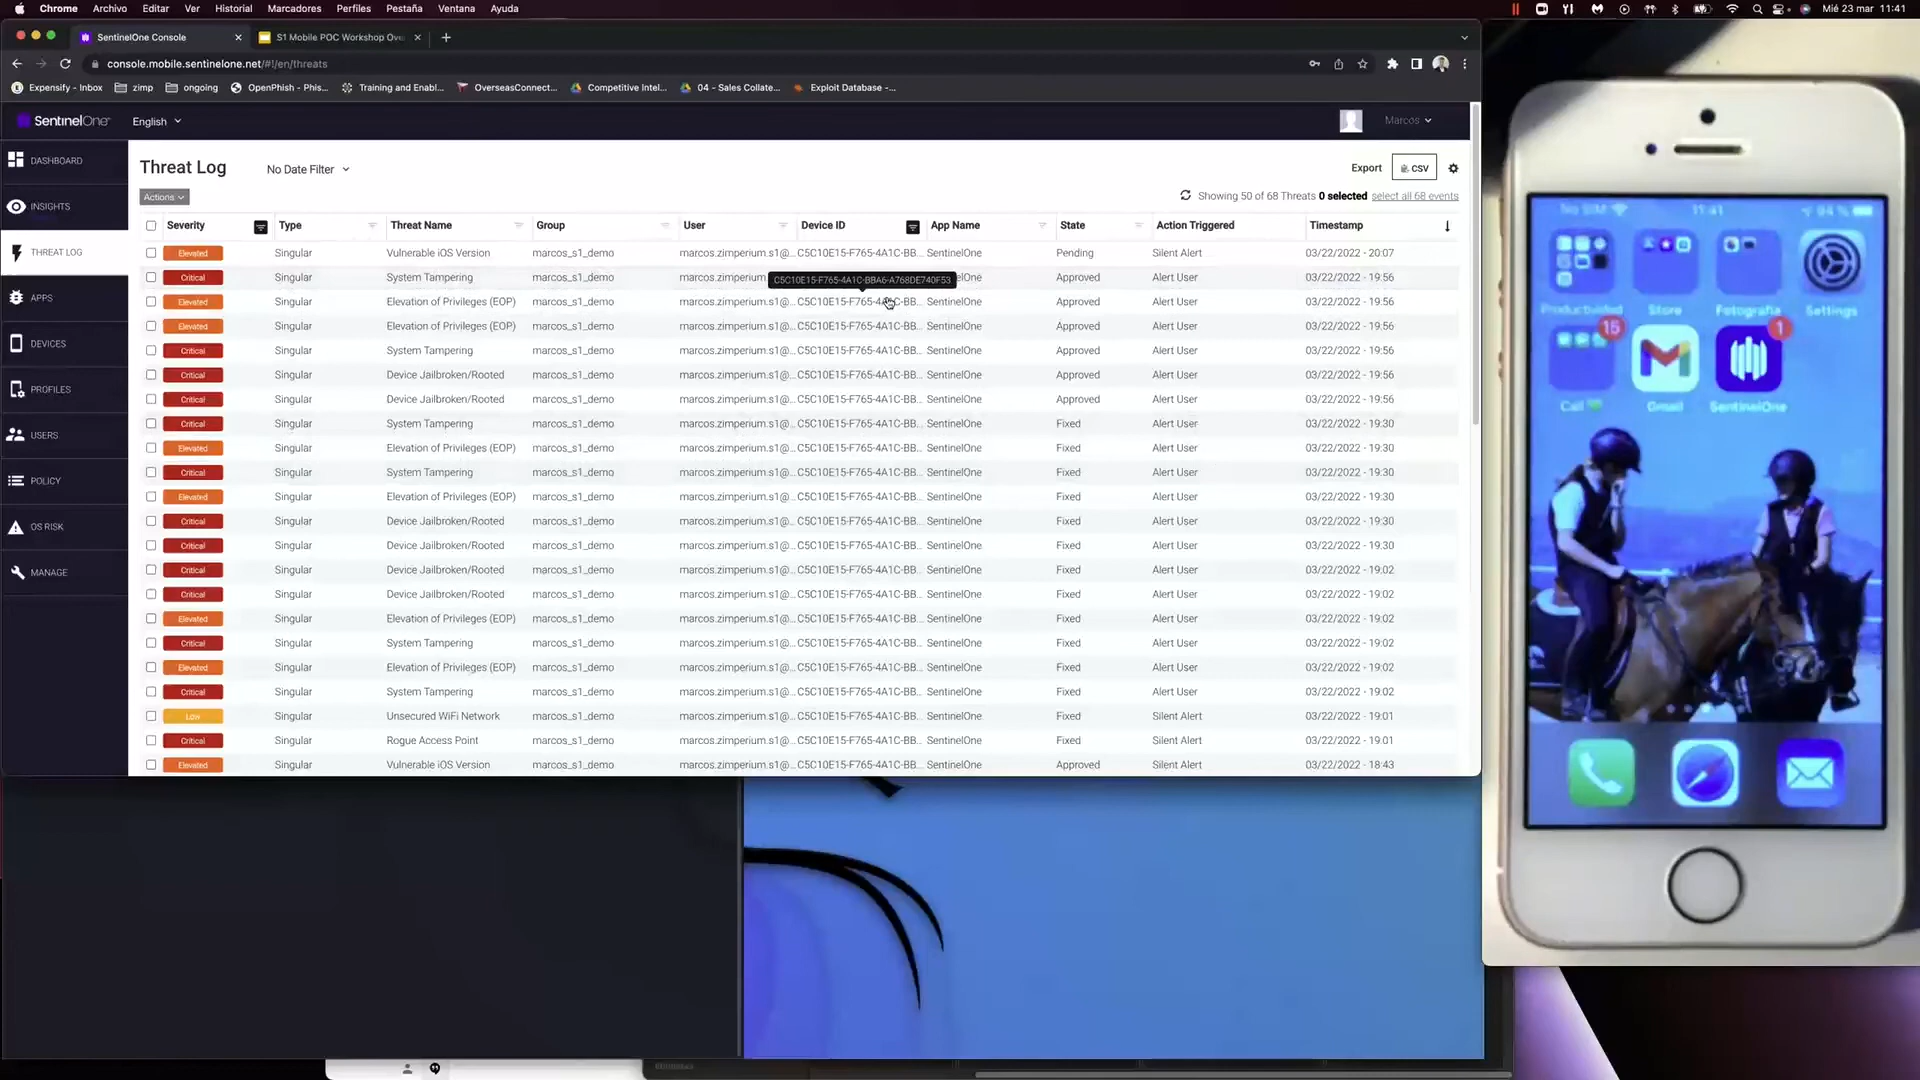 Chrome Archivo Editar Ver Historial Marcadores Perfiles Pestaña Ventana Ayuda
Mié 23 mar 11:41
SentinelOne Console
S1 Mobile POC Workshop Ove
console.mobile.sentinelone.net/#!/en/threats
Expensify - Inbox zimp ongoing OpenPhish - Phis... Training and Enabl... OverseasConnect... Competitive Intel... 04 - Sales Collate... Exploit Database -...
SentinelOne English Marcos
DASHBOARD
INSIGHTS
THREAT LOG
APPS
DEVICES
PROFILES
USERS
POLICY
OS RISK
MANAGE
Threat Log No Date Filter Export CSV
Actions Showing 50 of 68 Threats 0 selected select all 68 events
Severity Type Threat Name Group User Device ID App Name State Action Triggered Timestamp
Elevated Singular Vulnerable iOS Version marcos_s1_demo marcos.zimperium.s1@... C5C10E15-F765-4A1C-BB... SentinelOne Pending Silent Alert 03/22/2022 - 20:07
Critical Singular System Tampering marcos_s1_demo marcos.zimperium C5C10E15-F765-4A1C-BBA6-A768DE740F53 SentinelOne Approved Alert User 03/22/2022 - 19:56
Elevated Singular Elevation of Privileges (EOP) marcos_s1_demo marcos.zimperium.s1@... C5C10E15-F765-4A1C-BB... SentinelOne Approved Alert User 03/22/2022 - 19:56
Elevated Singular Elevation of Privileges (EOP) marcos_s1_demo marcos.zimperium.s1@... C5C10E15-F765-4A1C-BB... SentinelOne Approved Alert User 03/22/2022 - 19:56
Critical Singular System Tampering marcos_s1_demo marcos.zimperium.s1@... C5C10E15-F765-4A1C-BB... SentinelOne Approved Alert User 03/22/2022 - 19:56
Critical Singular Device Jailbroken/Rooted marcos_s1_demo marcos.zimperium.s1@... C5C10E15-F765-4A1C-BB... SentinelOne Approved Alert User 03/22/2022 - 19:56
Critical Singular Device Jailbroken/Rooted marcos_s1_demo marcos.zimperium.s1@... C5C10E15-F765-4A1C-BB... SentinelOne Approved Alert User 03/22/2022 - 19:56
Critical Singular System Tampering marcos_s1_demo marcos.zimperium.s1@... C5C10E15-F765-4A1C-BB... SentinelOne Fixed Alert User 03/22/2022 - 19:30
Elevated Singular Elevation of Privileges (EOP) marcos_s1_demo marcos.zimperium.s1@... C5C10E15-F765-4A1C-BB... SentinelOne Fixed Alert User 03/22/2022 - 19:30
Critical Singular System Tampering marcos_s1_demo marcos.zimperium.s1@... C5C10E15-F765-4A1C-BB... SentinelOne Fixed Alert User 03/22/2022 - 19:30
Elevated Singular Elevation of Privileges (EOP) marcos_s1_demo marcos.zimperium.s1@... C5C10E15-F765-4A1C-BB... SentinelOne Fixed Alert User 03/22/2022 - 19:30
Critical Singular Device Jailbroken/Rooted marcos_s1_demo marcos.zimperium.s1@... C5C10E15-F765-4A1C-BB... SentinelOne Fixed Alert User 03/22/2022 - 19:30
Critical Singular Device Jailbroken/Rooted marcos_s1_demo marcos.zimperium.s1@... C5C10E15-F765-4A1C-BB... SentinelOne Fixed Alert User 03/22/2022 - 19:30
Critical Singular Device Jailbroken/Rooted marcos_s1_demo marcos.zimperium.s1@... C5C10E15-F765-4A1C-BB... SentinelOne Fixed Alert User 03/22/2022 - 19:02
Critical Singular Device Jailbroken/Rooted marcos_s1_demo marcos.zimperium.s1@... C5C10E15-F765-4A1C-BB... SentinelOne Fixed Alert User 03/22/2022 - 19:02
Elevated Singular Elevation of Privileges (EOP) marcos_s1_demo marcos.zimperium.s1@... C5C10E15-F765-4A1C-BB... SentinelOne Fixed Alert User 03/22/2022 - 19:02
Critical Singular System Tampering marcos_s1_demo marcos.zimperium.s1@... C5C10E15-F765-4A1C-BB... SentinelOne Fixed Alert User 03/22/2022 - 19:02
Elevated Singular Elevation of Privileges (EOP) marcos_s1_demo marcos.zimperium.s1@... C5C10E15-F765-4A1C-BB... SentinelOne Fixed Alert User 03/22/2022 - 19:02
Critical Singular System Tampering marcos_s1_demo marcos.zimperium.s1@... C5C10E15-F765-4A1C-BB... SentinelOne Fixed Alert User 03/22/2022 - 19:02
Low Singular Unsecured WiFi Network marcos_s1_demo marcos.zimperium.s1@... C5C10E15-F765-4A1C-BB... SentinelOne Fixed Silent Alert 03/22/2022 - 19:01
Critical Singular Rogue Access Point marcos_s1_demo marcos.zimperium.s1@... C5C10E15-F765-4A1C-BB... SentinelOne Fixed Silent Alert 03/22/2022 - 19:01
Elevated Singular Vulnerable iOS Version marcos_s1_demo marcos.zimperium.s1@... C5C10E15-F765-4A1C-BB... SentinelOne Approved Silent Alert 03/22/2022 - 18:43
No SIM 11:41 84 %
Productividad Store Fotografía Settings
15 1
Call Gmail SentinelOne